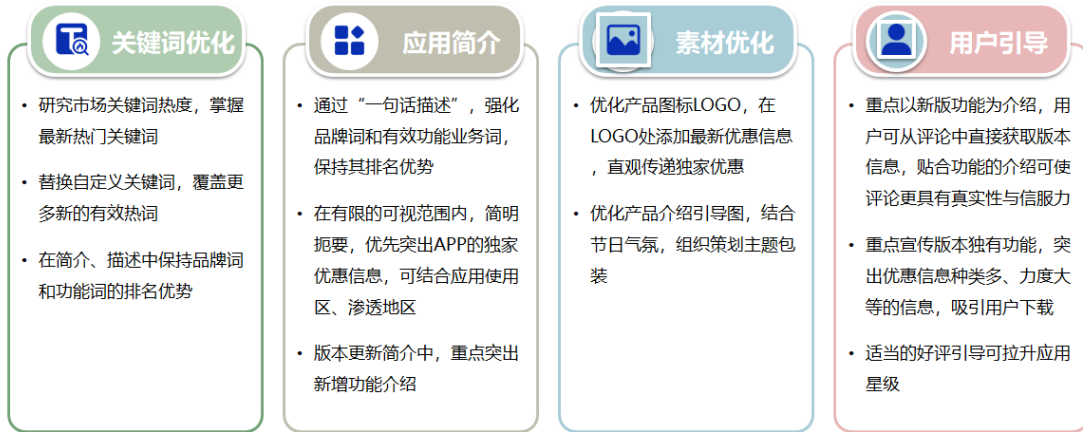 关键词优化
• 研究市场关键词热度，掌握
最新热门关键词
• 替换自定义关键词，覆盖更
多新的有效热词
• 在简介、描述中保持品牌词
和功能词的排名优势
应用简介
• 通过“一句话描述”，强化
品牌词和有效功能业务词，
保持其排名优势
• 在有限的可视范围内，简明
扼要，优先突出APP的独家
优惠信息，可结合应用使用
区、渗透地区
• 版本更新简介中，重点突出
新增功能介绍
素材优化
• 优化产品图标LOGO，在
LOGO处添加最新优惠信息
，直观传递独家优惠
• 优化产品介绍引导图，结合
节日气氛，组织策划主题包
装
用户引导
• 重点以新版功能为介绍，用
户可从评论中直接获取版本
信息，贴合功能的介绍可使
评论更具有真实性与信服力
• 重点宣传版本独有功能，突
出优惠信息种类多、力度大
等的信息，吸引用户下载
• 适当的好评引导可拉升应用
星级